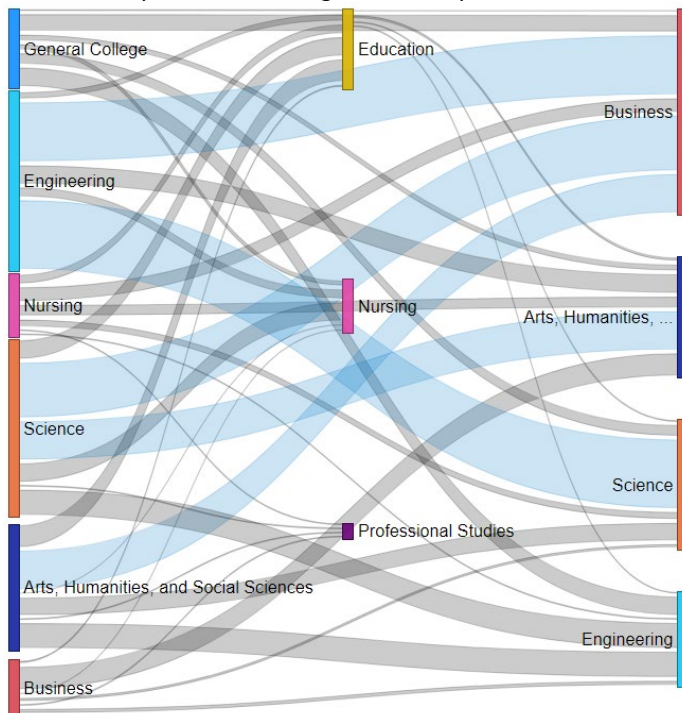 General College
Education
Business
Engineering
Nursing
Nursing
Arts, Humanities, ...
Science
Science
Professional Studies
Arts, Humanities, and Social Sciences
Engineering
Business